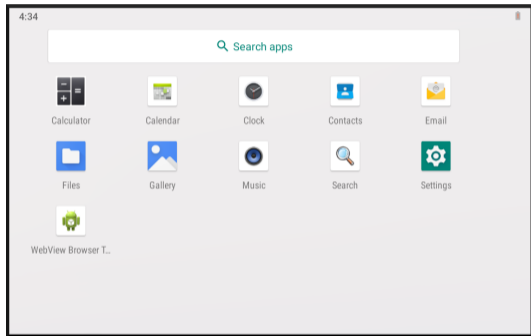 4:34
Search apps
Calculator
Calendar
Clock
Contacts
Email
Files
Gallery
Music
Search
Settings
WebView Browser T...